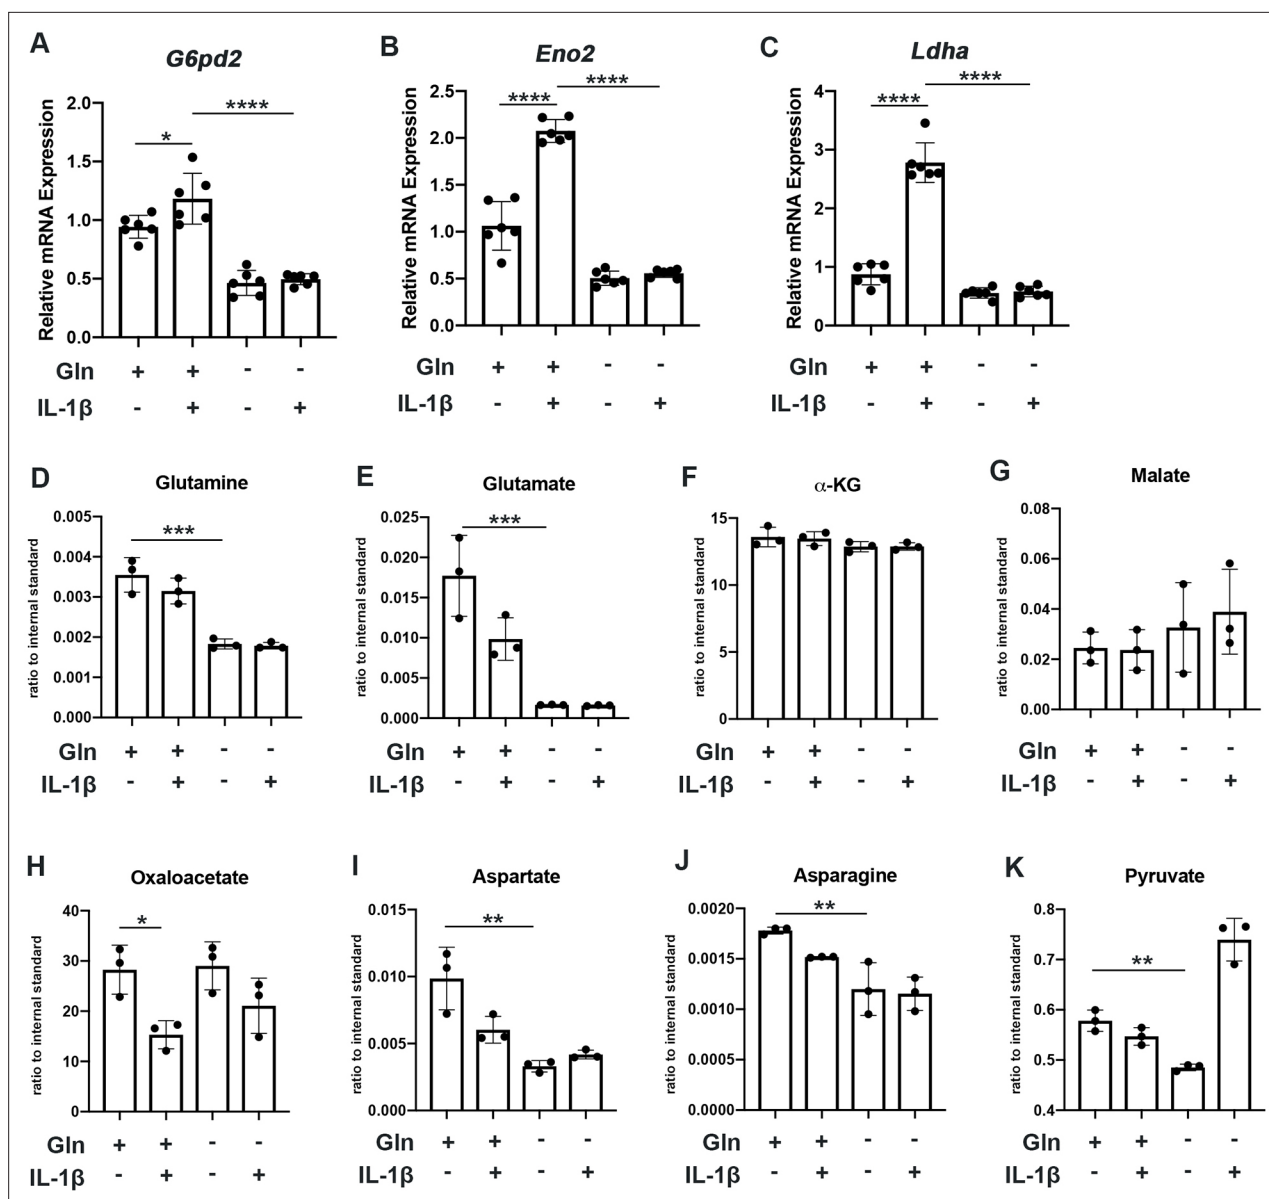 A
G6pd2
****
*
Relative mRNA Expression
2.0
1.5
1.0
0.5
0.0
Gln + + - -
IL-1β - + - +
B
Eno2
****
****
Relative mRNA Expression
2.5
2.0
1.5
1.0
0.5
0.0
Gln + + - -
IL-1β - + - +
C
Ldha
****
****
Relative mRNA Expression
4
3
2
1
0
Gln + + - -
IL-1β - + - +
D
Glutamine
***
ratio to internal standard
0.005
0.004
0.003
0.002
0.001
0.000
Gln + + - -
IL-1β - + - +
E
Glutamate
***
ratio to internal standard
0.025
0.020
0.015
0.010
0.005
0.000
Gln + + - -
IL-1β - + - +
F
α-KG
ratio to internal standard
15
10
5
0
Gln + + - -
IL-1β - + - +
G
Malate
ratio to internal standard
0.08
0.06
0.04
0.02
0.00
Gln + + - -
IL-1β - + - +
H
Oxaloacetate
*
ratio to internal standard
40
30
20
10
0
Gln + + - -
IL-1β - + - +
I
Aspartate
**
ratio to internal standard
0.015
0.010
0.005
0.000
Gln + + - -
IL-1β - + - +
J
Asparagine
**
ratio to internal standard
0.0020
0.0015
0.0010
0.0005
0.0000
Gln + + - -
IL-1β - + - +
K
Pyruvate
**
ratio to internal standard
0.8
0.7
0.6
0.5
0.4
Gln + + - -
IL-1β - + - +